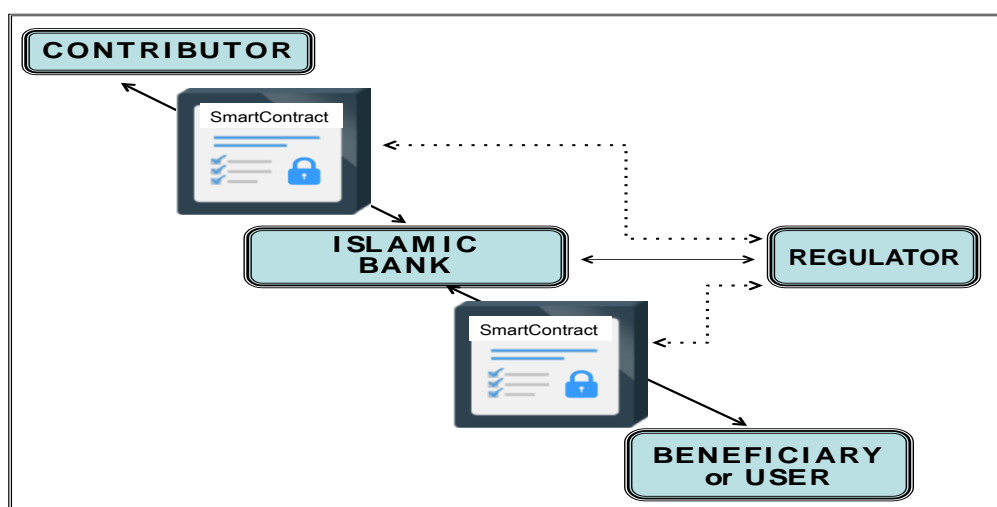 CONTRIBUTOR
SmartContract
ISLAMIC
BANK
REGULATOR
SmartContract
BENEFICIARY
or USER